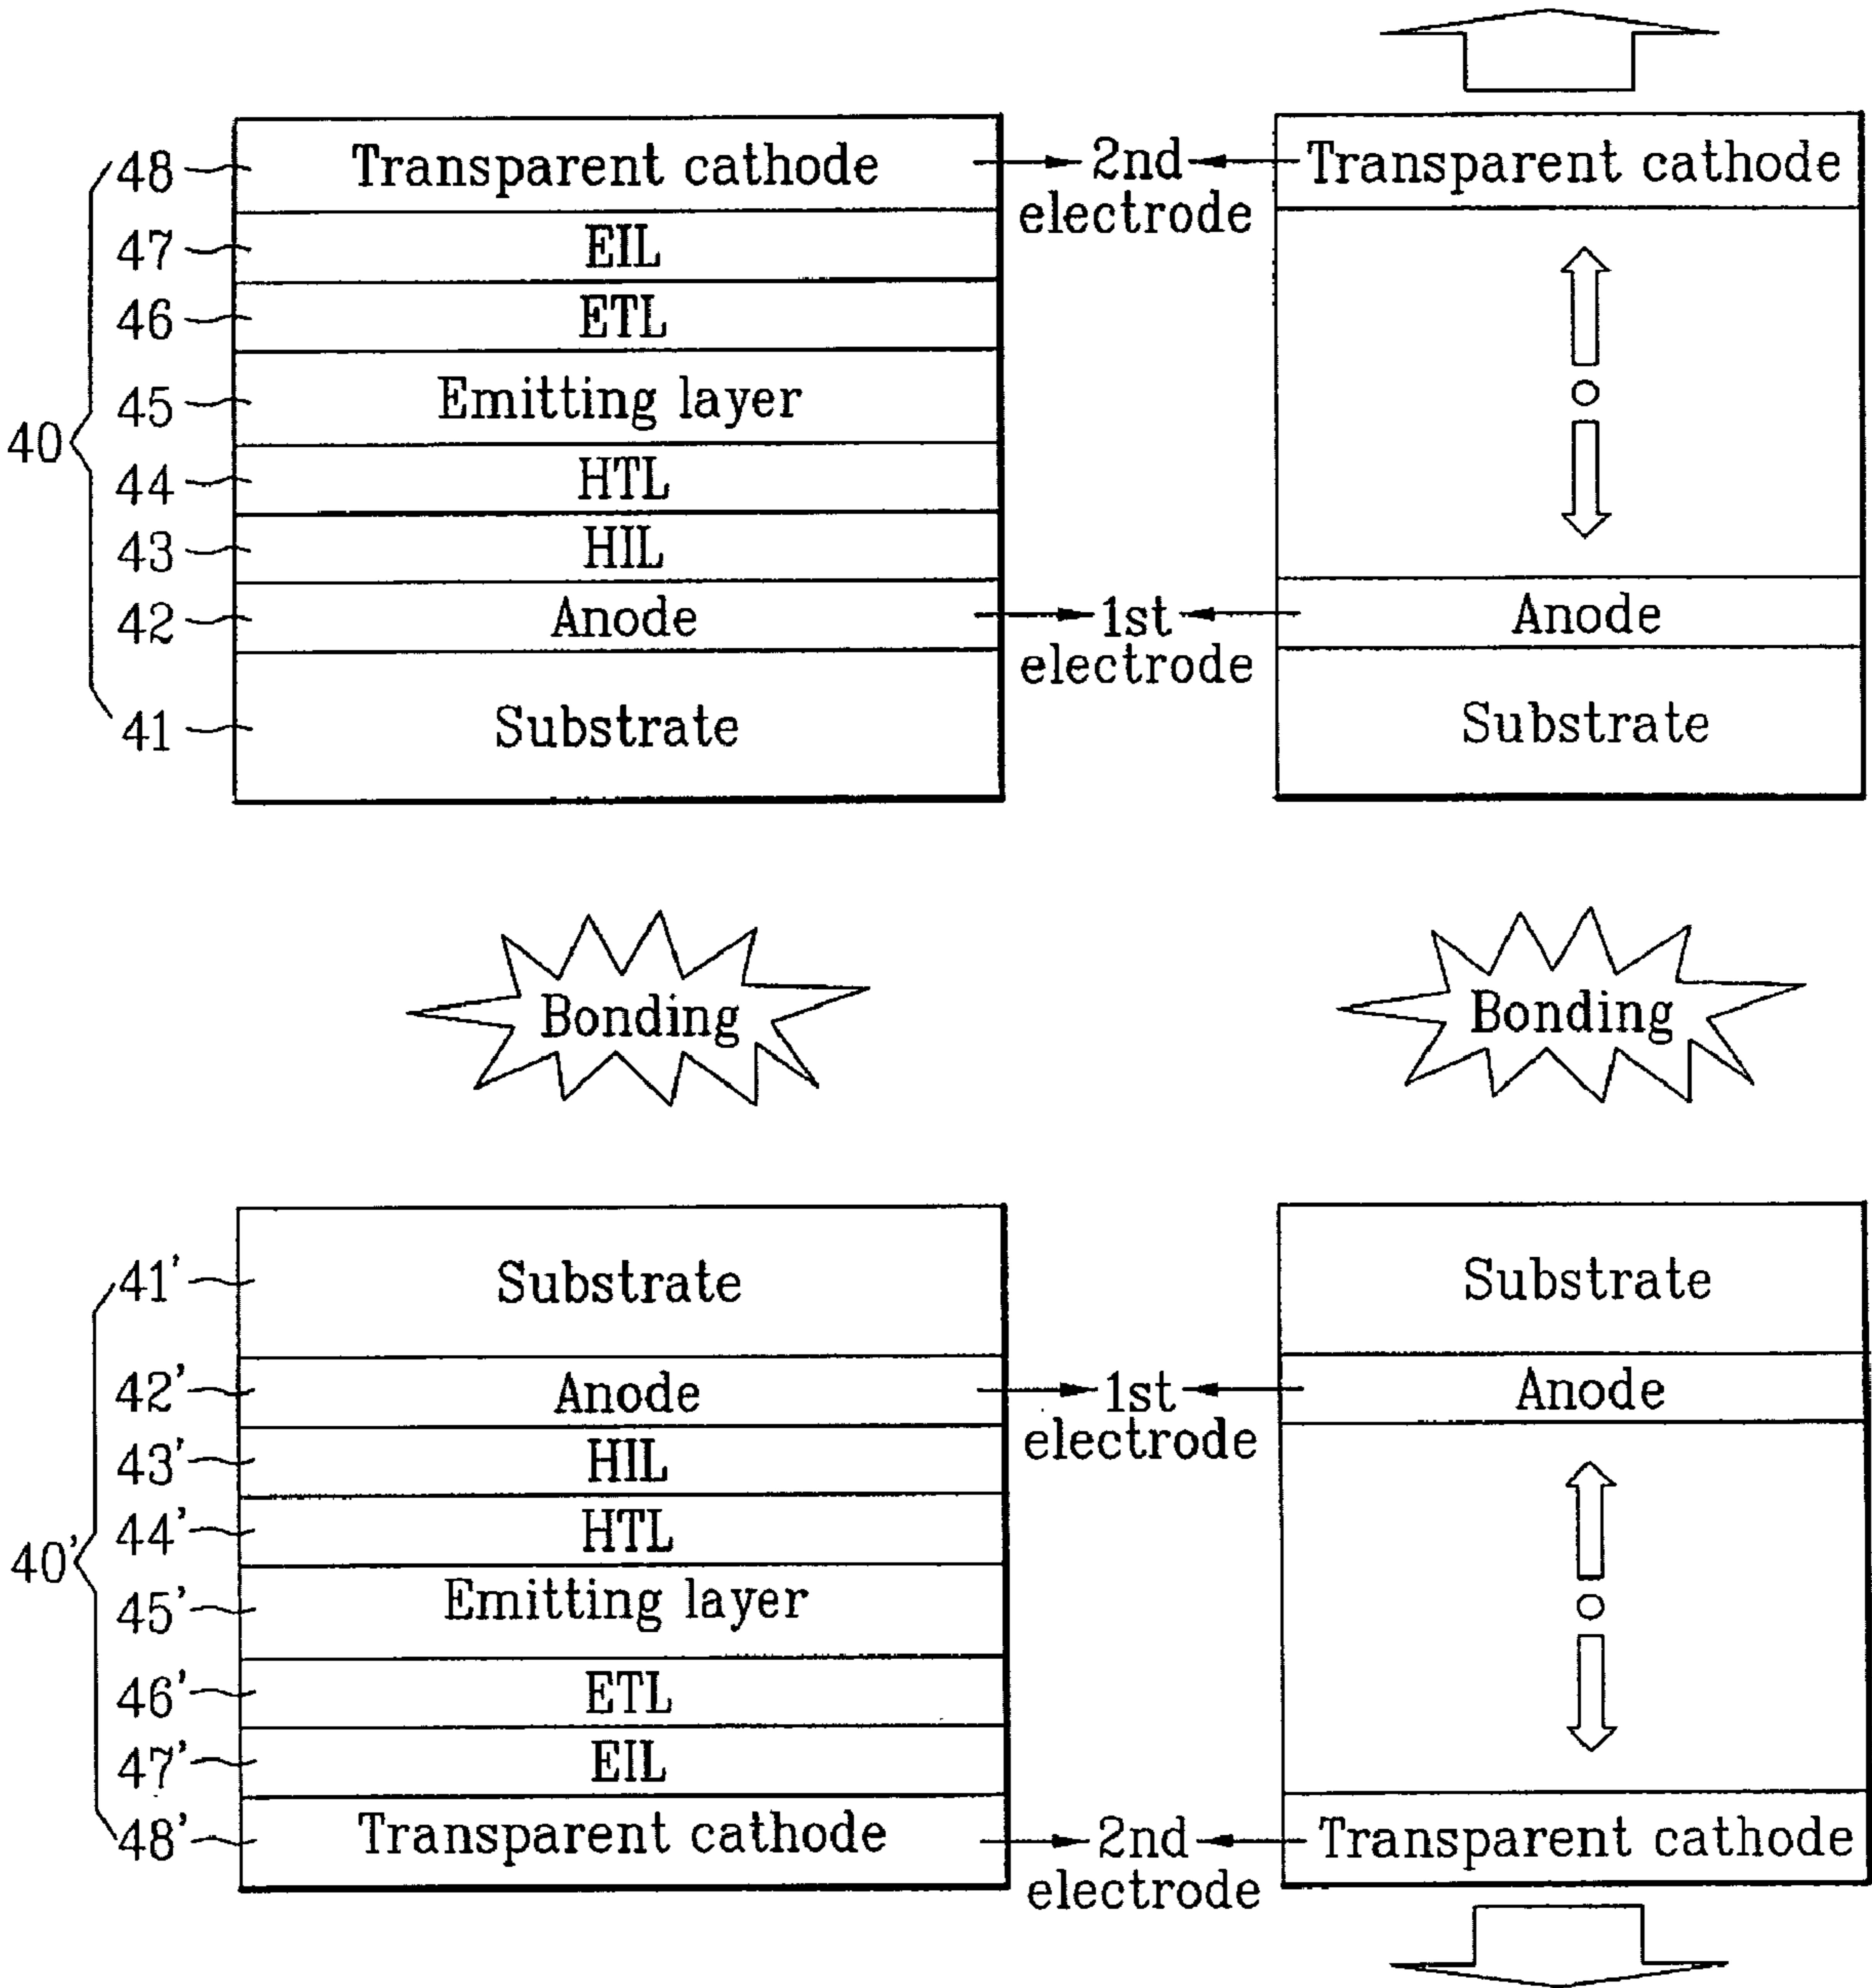 48 Transparent cathode 2nd electrode Transparent cathode
47 EIL
46 ETL
45 Emitting layer
40
44 HTL
43 HIL
42 Anode 1st electrode Anode
41 Substrate Substrate
Bonding Bonding
41' Substrate Substrate
42' Anode 1st electrode Anode
43' HIL
44' HTL
40'
45' Emitting layer
46' ETL
47' EIL
48' Transparent cathode 2nd electrode Transparent cathode